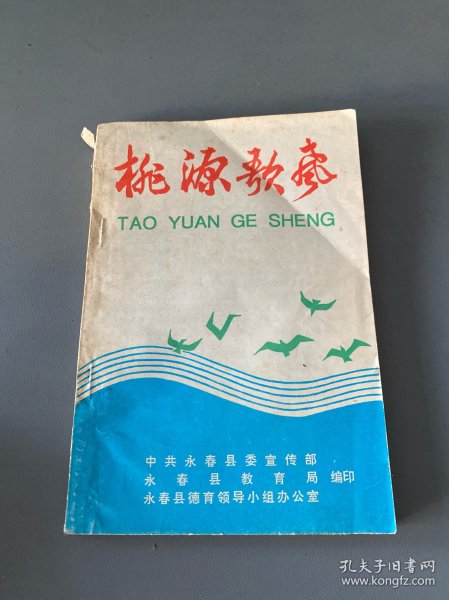 桃源歌声
TAO YUAN GE SHENG
中共永春县委宣传部
永春县教育局 编印
永春县德育领导小组办公室
孔夫子旧书网
www.kongfz.com